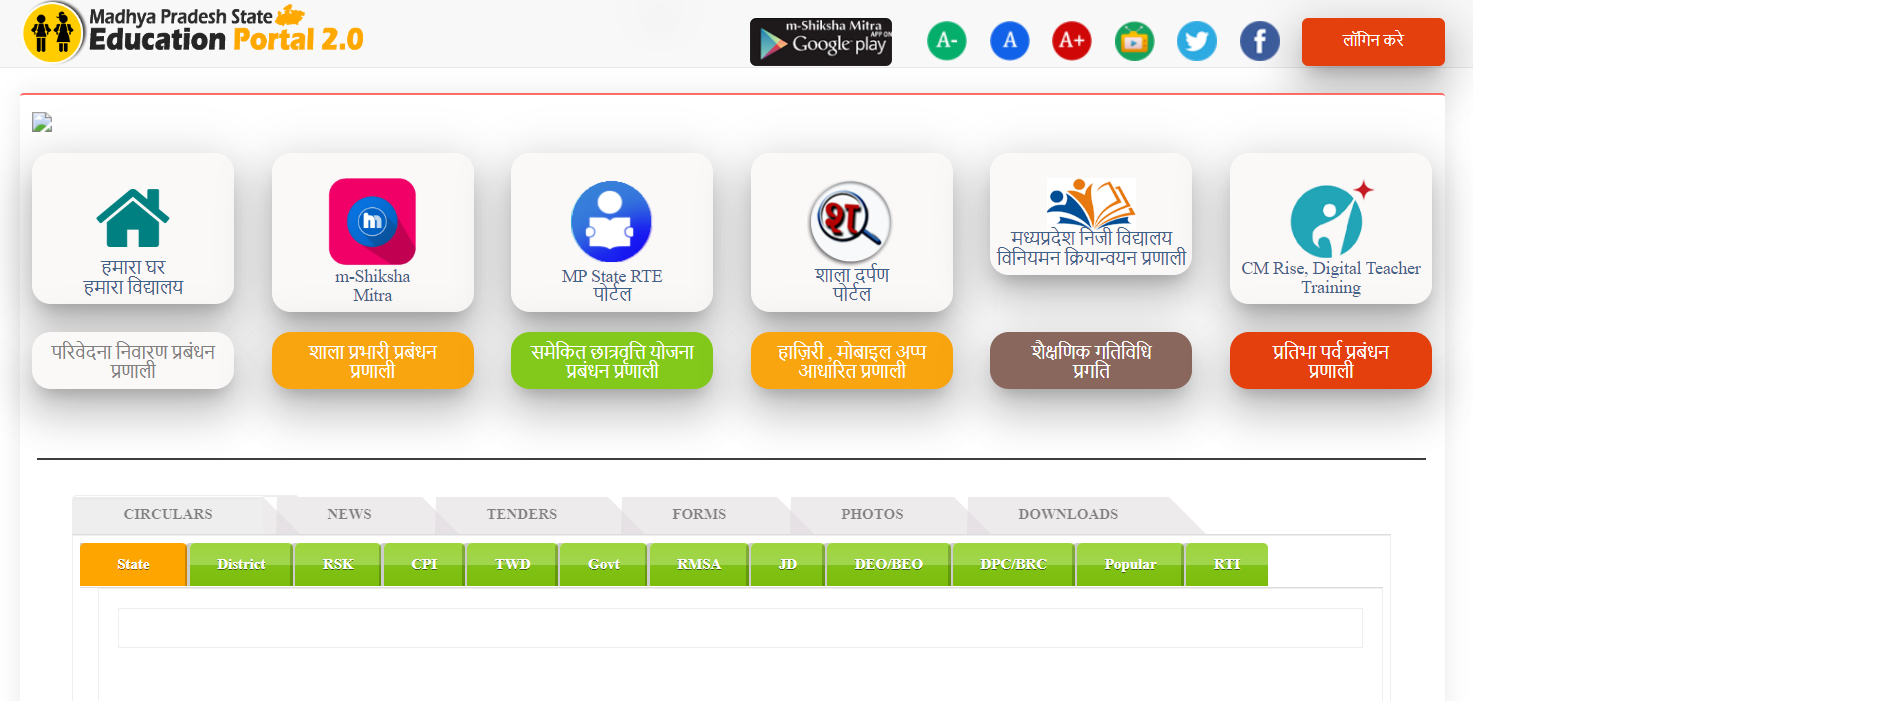 Madhya Pradesh State
Education Portal 2.0
m-Shiksha Mitra
APP ON
Google play
A-
A
A+
लॉगिन करे
हमारा घर
हमारा विद्यालय
m-Shiksha
Mitra
MP State RTE
पोर्टल
शा
शाला दर्पण
पोर्टल
मध्यप्रदेश निजी विद्यालय
विनियमन क्रियान्वयन प्रणाली
CM Rise, Digital Teacher
Training
परिवेदना निवारण प्रबंधन
प्रणाली
शाला प्रभारी प्रबंधन
प्रणाली
समेकित छात्रवृत्ति योजना
प्रबंधन प्रणाली
हाज़िरी , मोबाइल अप्प
आधारित प्रणाली
शैक्षणिक गतिविधि
प्रगति
प्रतिभा पर्व प्रबंधन
प्रणाली
CIRCULARS NEWS TENDERS FORMS PHOTOS DOWNLOADS
State District RSK CPI TWD Govt RMSA JD DEO/BEO DPC/BRC Popular RTI